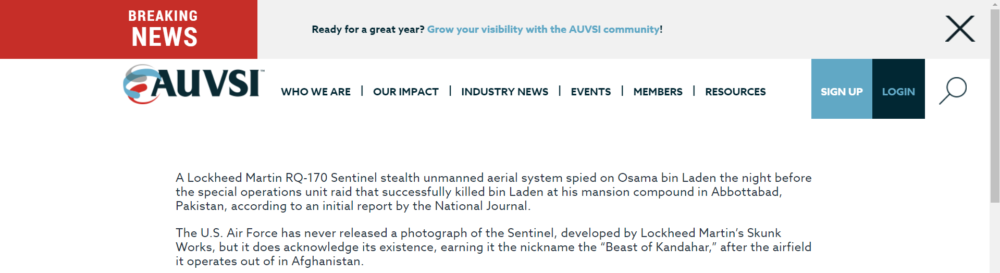 BREAKING
NEWS
Ready for a great year? Grow your visibility with the AUVSI community!
AUVSI™
WHO WE ARE | OUR IMPACT | INDUSTRY NEWS | EVENTS | MEMBERS | RESOURCES
SIGN UP LOGIN
A Lockheed Martin RQ-170 Sentinel stealth unmanned aerial system spied on Osama bin Laden the night before
the special operations unit raid that successfully killed bin Laden at his mansion compound in Abbottabad,
Pakistan, according to an initial report by the National Journal.
The U.S. Air Force has never released a photograph of the Sentinel, developed by Lockheed Martin’s Skunk
Works, but it does acknowledge its existence, earning it the nickname the “Beast of Kandahar,” after the airfield
it operates out of in Afghanistan.